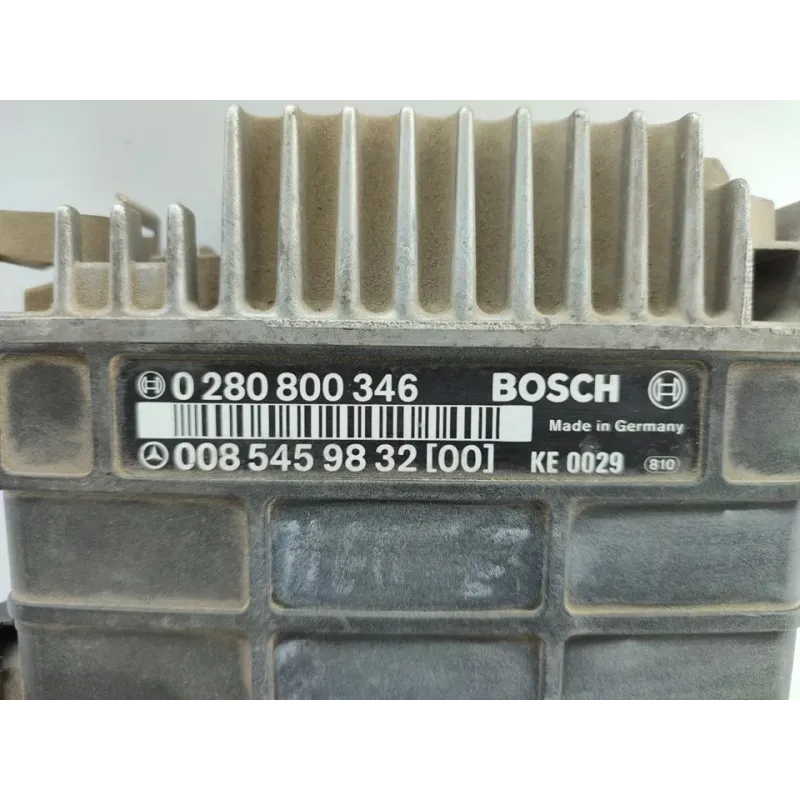 0 280 800 346 BOSCH
Made in Germany
008 545 98 32 [00] KE 0029 810